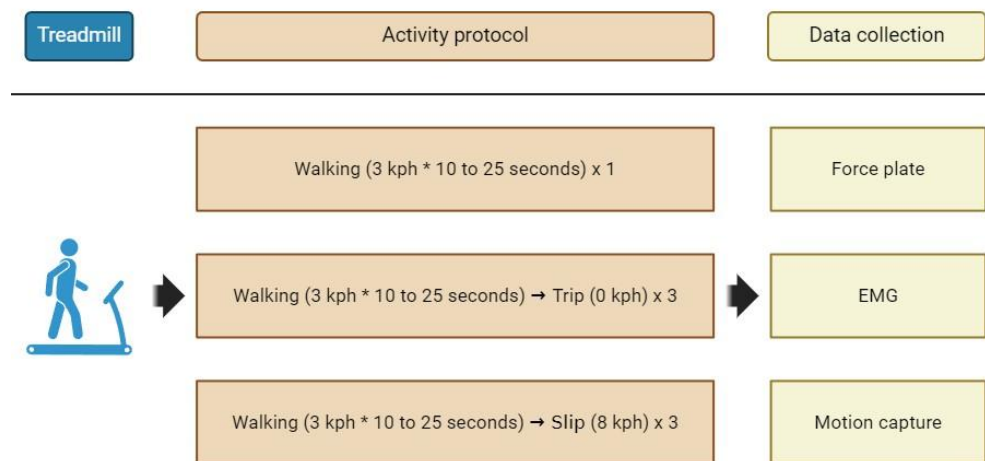 Treadmill
Activity protocol
Data collection
Walking (3 kph * 10 to 25 seconds) x 1
Force plate
Walking (3 kph * 10 to 25 seconds) → Trip (0 kph) x 3
EMG
Walking (3 kph * 10 to 25 seconds) → Slip (8 kph) x 3
Motion capture